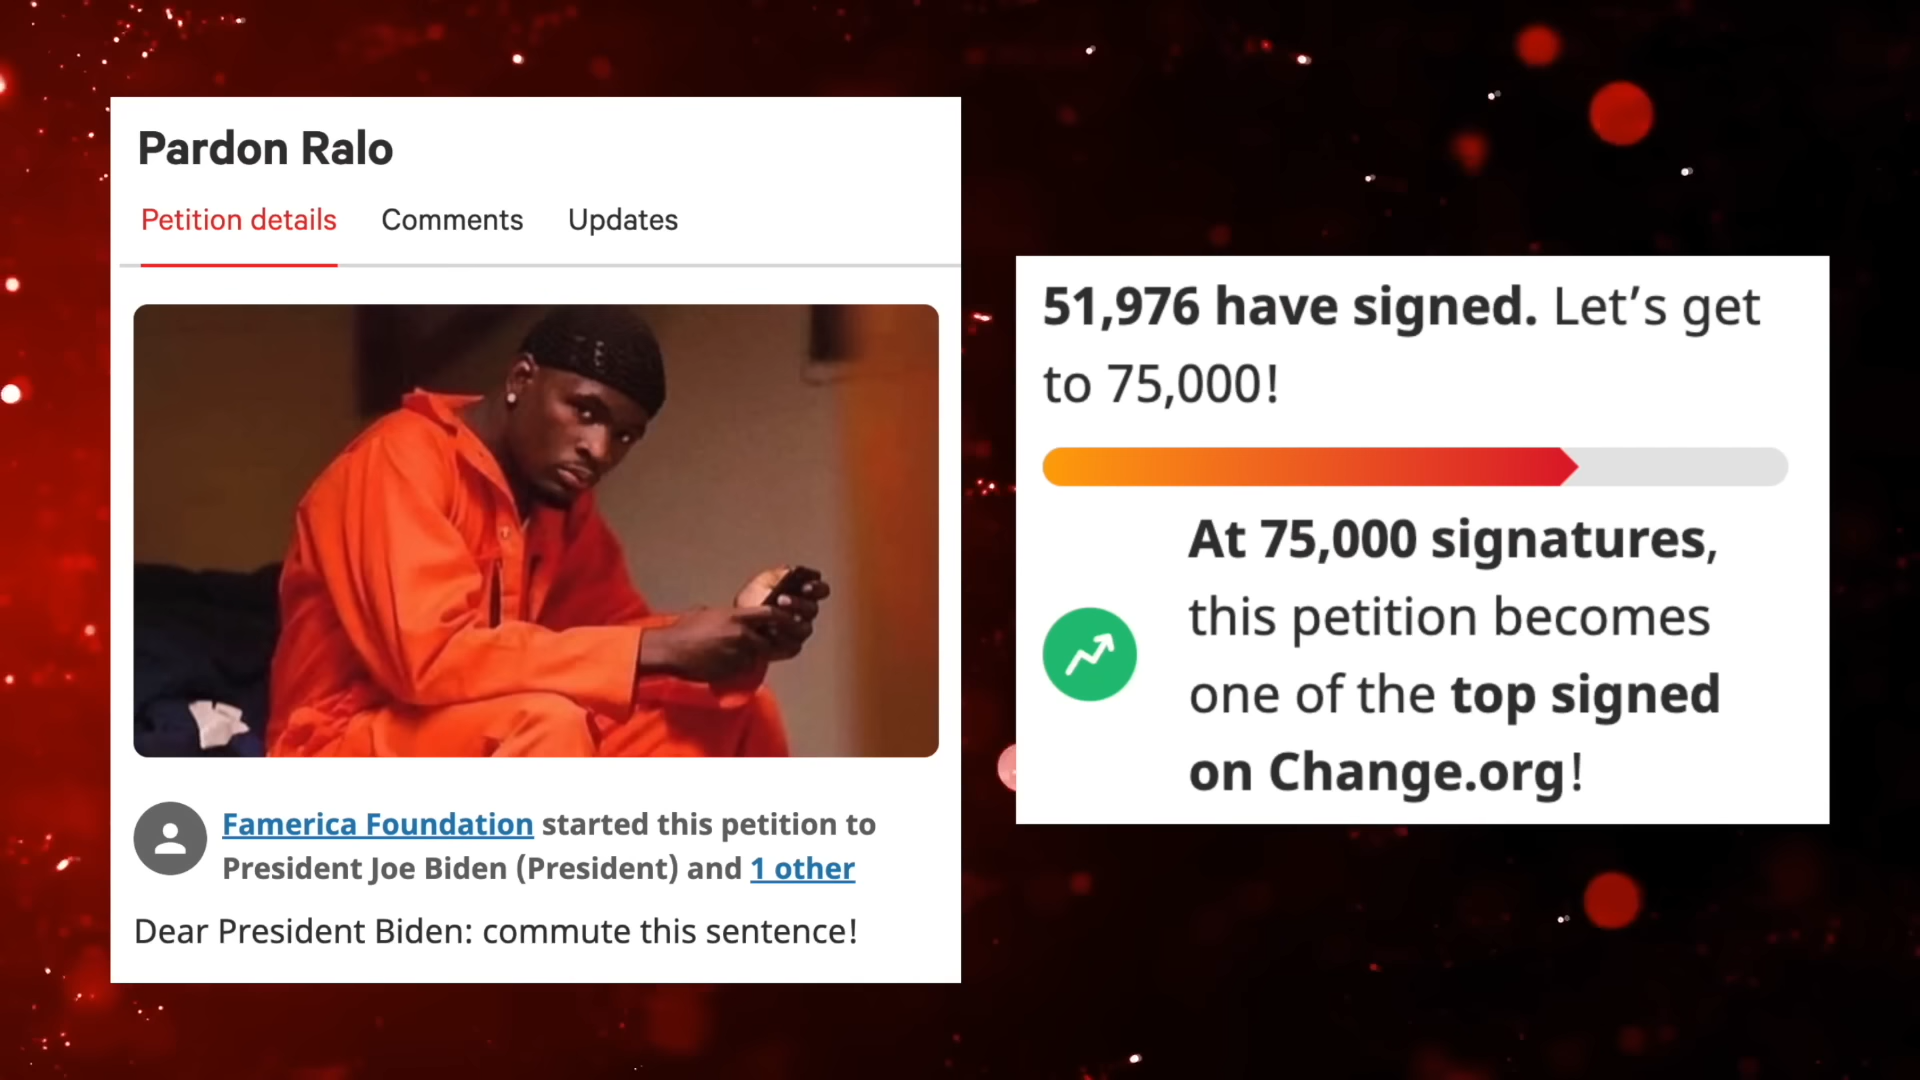 Pardon Ralo
Petition details Comments Updates
Famerica Foundation started this petition to
President Joe Biden (President) and 1 other
Dear President Biden: commute this sentence!
51,976 have signed. Let’s get
to 75,000!
At 75,000 signatures,
this petition becomes
one of the top signed
on Change.org!